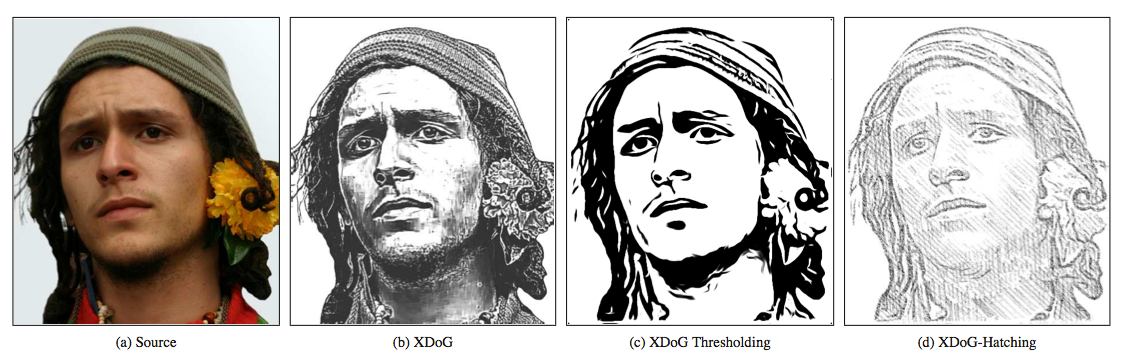 (a) Source
(b) XDoG
(c) XDoG Thresholding
(d) XDoG-Hatching